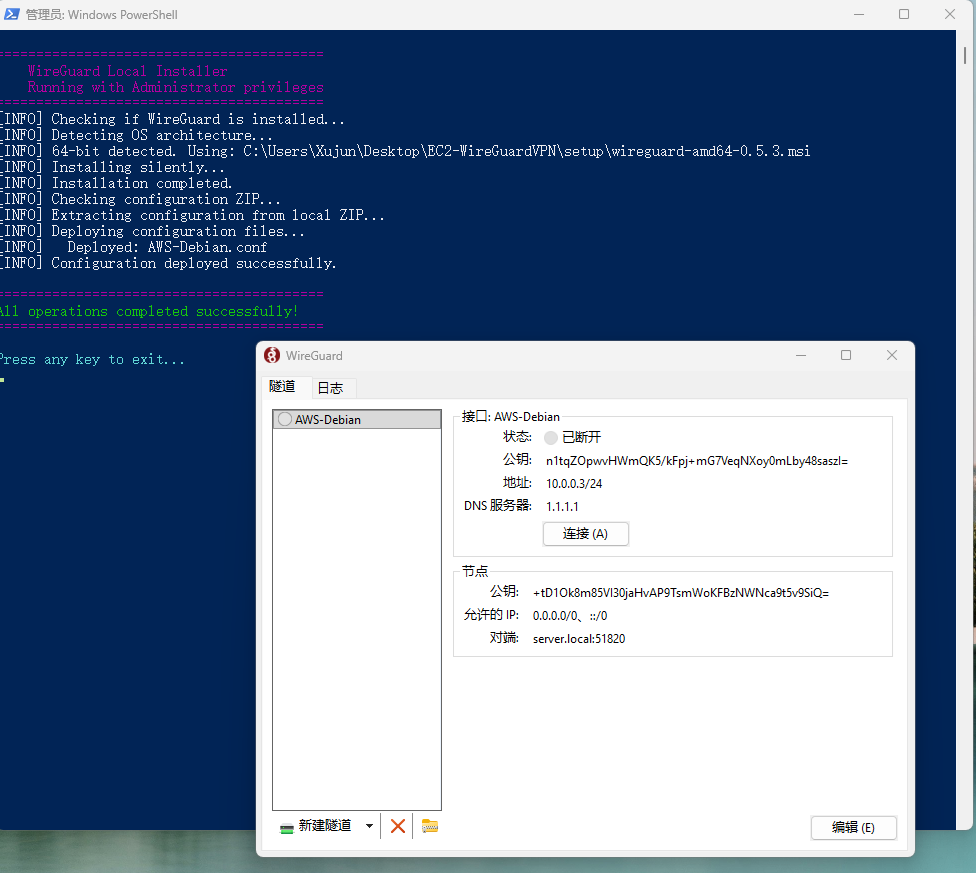 管理员: Windows PowerShell
========================================
WireGuard Local Installer
Running with Administrator privileges
========================================
[INFO] Checking if WireGuard is installed...
[INFO] Detecting OS architecture...
[INFO] 64-bit detected. Using: C:\Users\Xujun\Desktop\EC2-WireGuardVPN\setup\wireguard-amd64-0.5.3.msi
[INFO] Installing silently...
[INFO] Installation completed.
[INFO] Checking configuration ZIP...
[INFO] Extracting configuration from local ZIP...
[INFO] Deploying configuration files...
[INFO]   Deployed: AWS-Debian.conf
[INFO] Configuration deployed successfully.
========================================
All operations completed successfully!
========================================
Press any key to exit...
WireGuard
隧道 日志
AWS-Debian
接口: AWS-Debian
状态: 已断开
公钥: n1tqZOpwvHWmQK5/kFpj+mG7VeqNXoy0mLby48saszI=
地址: 10.0.0.3/24
DNS 服务器: 1.1.1.1
连接 (A)
节点
公钥: +tD1Ok8m85Vl30jaHvAP9TsmWoKFBzNWNca9t5v9SiQ=
允许的 IP: 0.0.0.0/0、::/0
对端: server.local:51820
新建隧道
编辑 (E)